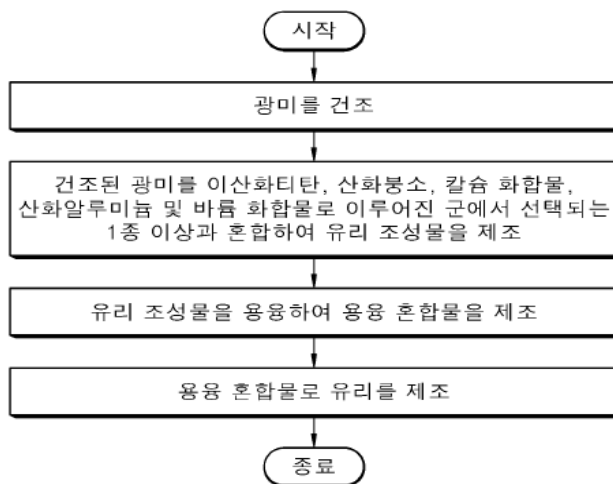 시작
광미를 건조
건조된 광미를 이산화티탄, 산화붕소, 칼슘 화합물,
산화알루미늄 및 바륨 화합물로 이루어진 군에서 선택되는
1종 이상과 혼합하여 유리 조성물을 제조
유리 조성물을 용융하여 용융 혼합물을 제조
용융 혼합물로 유리를 제조
종료